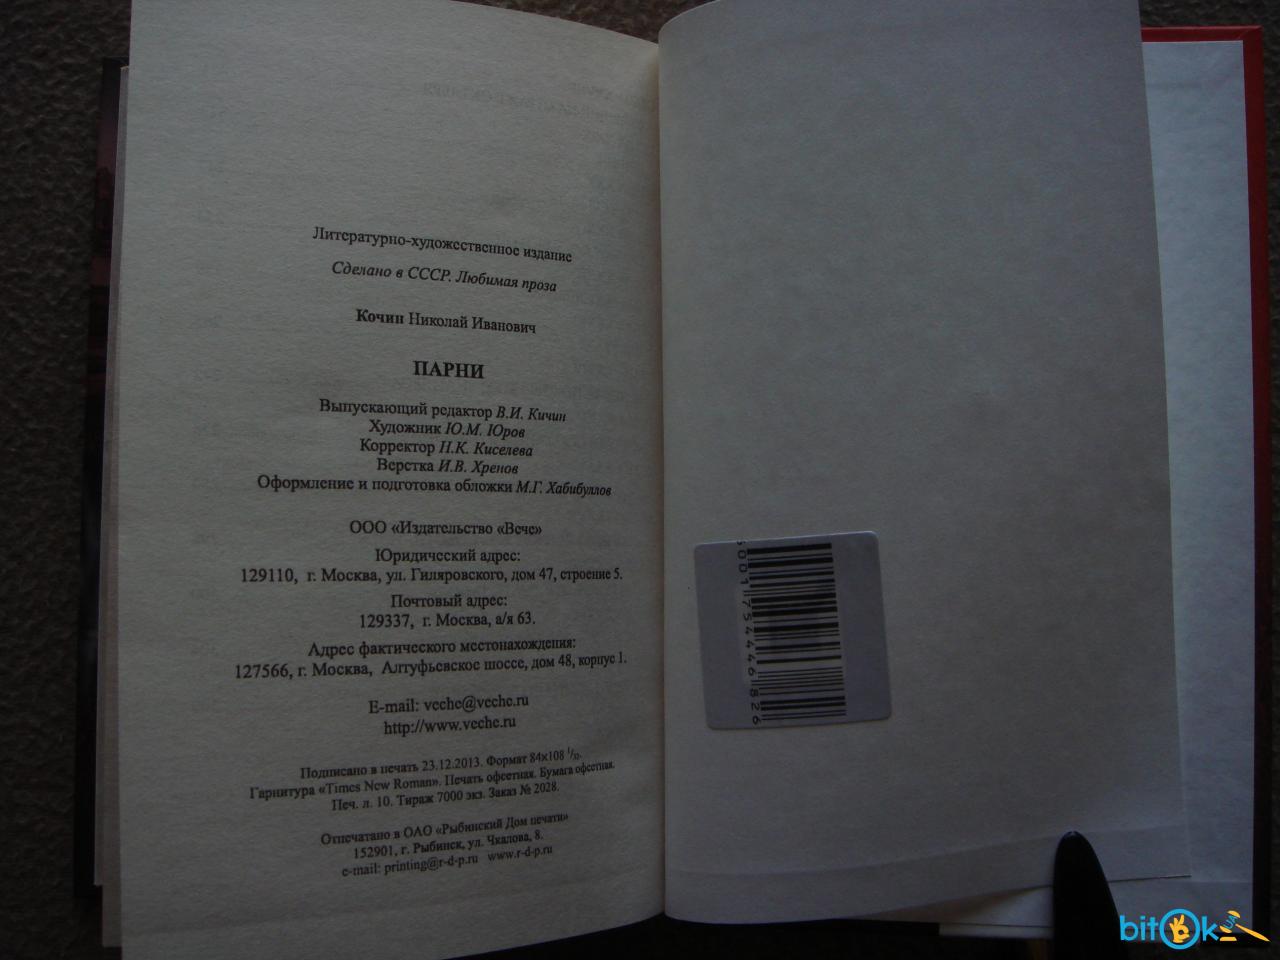 Литературно-художественное издание
Сделано в СССР. Любимая проза
Кочин Николай Иванович
ПАРНИ
Выпускающий редактор В.И. Кичин
Художник Ю.М. Юров
Корректор Н.К. Киселева
Верстка И.В. Хренов
Оформление и подготовка обложки М.Г. Хабибуллов
ООО «Издательство «Вече»
Юридический адрес:
129110, г. Москва, ул. Гиляровского, дом 47, строение 5.
Почтовый адрес:
129337, г. Москва, а/я 63.
Адрес фактического местонахождения:
127566, г. Москва, Алтуфьевское шоссе, дом 48, корпус 1.
E-mail: veche@veche.ru
http://www.veche.ru
Подписано в печать 23.12.2013. Формат 84×108 1/32.
Гарнитура «Times New Roman». Печать офсетная. Бумага офсетная.
Печ. л. 10. Тираж 7000 экз. Заказ № 2028.
Отпечатано в ОАО «Рыбинский Дом печати»
152901, г. Рыбинск, ул. Чкалова, 8.
e-mail: printing@r-d-p.ru www.r-d-p.ru
bitOk UA